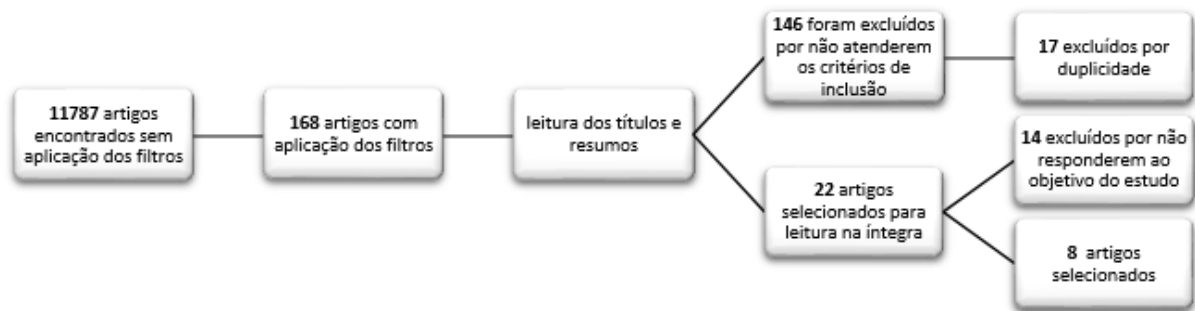 11787 artigos
encontrados sem
aplicação dos filtros
168 artigos com
aplicação dos filtros
leitura dos títulos e
resumos
146 foram excluídos
por não atenderem
os critérios de
inclusão
17 excluídos por
duplicidade
22 artigos
selecionados para
leitura na íntegra
14 excluídos por não
responderem ao
objetivo do estudo
8 artigos
selecionados